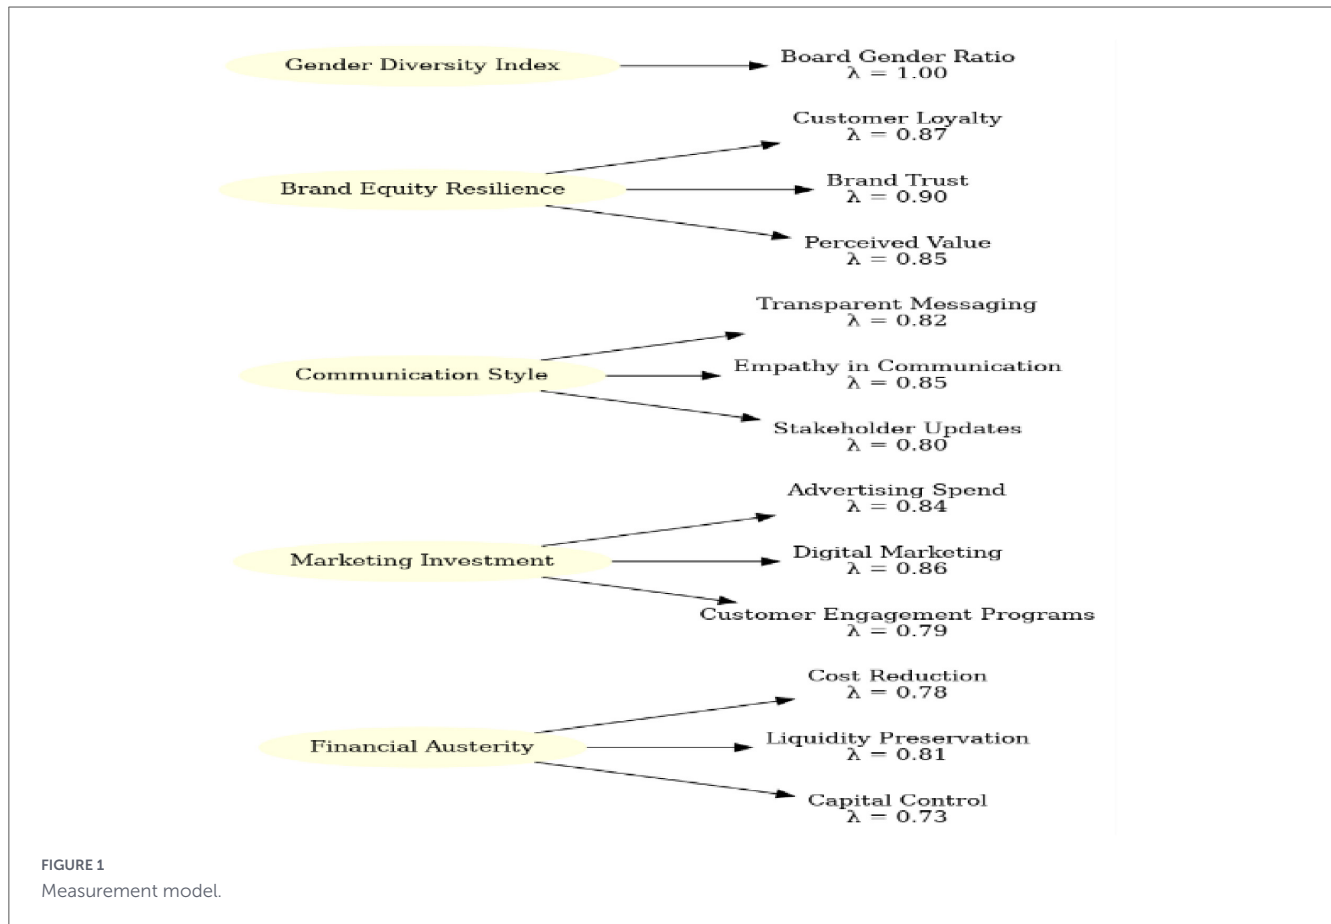 Gender Diversity Index
Board Gender Ratio
λ = 1.00
Customer Loyalty
λ = 0.87
Brand Equity Resilience
Brand Trust
λ = 0.90
Perceived Value
λ = 0.85
Transparent Messaging
λ = 0.82
Communication Style
Empathy in Communication
λ = 0.85
Stakeholder Updates
λ = 0.80
Advertising Spend
λ = 0.84
Marketing Investment
Digital Marketing
λ = 0.86
Customer Engagement Programs
λ = 0.79
Cost Reduction
λ = 0.78
Financial Austerity
Liquidity Preservation
λ = 0.81
Capital Control
λ = 0.73
FIGURE 1
Measurement model.